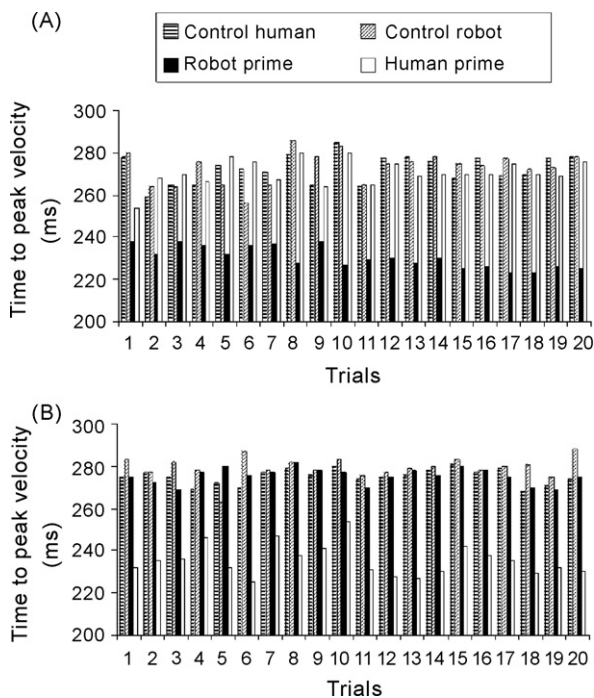 (A)
Control human Control robot
Robot prime Human prime
Time to peak velocity
(ms)
300
280
260
240
220
200
1 2 3 4 5 6 7 8 9 10 11 12 13 14 15 16 17 18 19 20
Trials
(B)
Time to peak velocity
(ms)
300
280
260
240
220
200
1 2 3 4 5 6 7 8 9 10 11 12 13 14 15 16 17 18 19 20
Trials